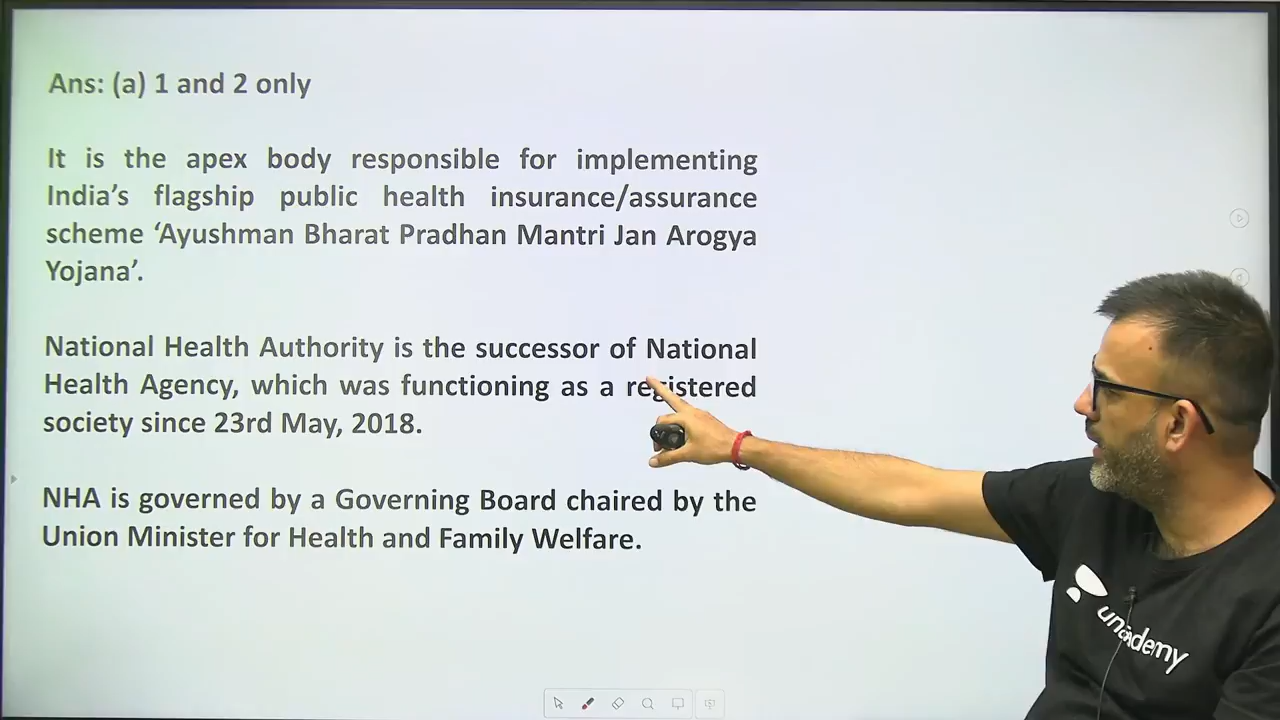 Ans: (a) 1 and 2 only
It is the apex body responsible for implementing
India’s flagship public health insurance/assurance
scheme ‘Ayushman Bharat Pradhan Mantri Jan Arogya
Yojana’.
National Health Authority is the successor of National
Health Agency, which was functioning as a registered
society since 23rd May, 2018.
NHA is governed by a Governing Board chaired by the
Union Minister for Health and Family Welfare.
unacademy